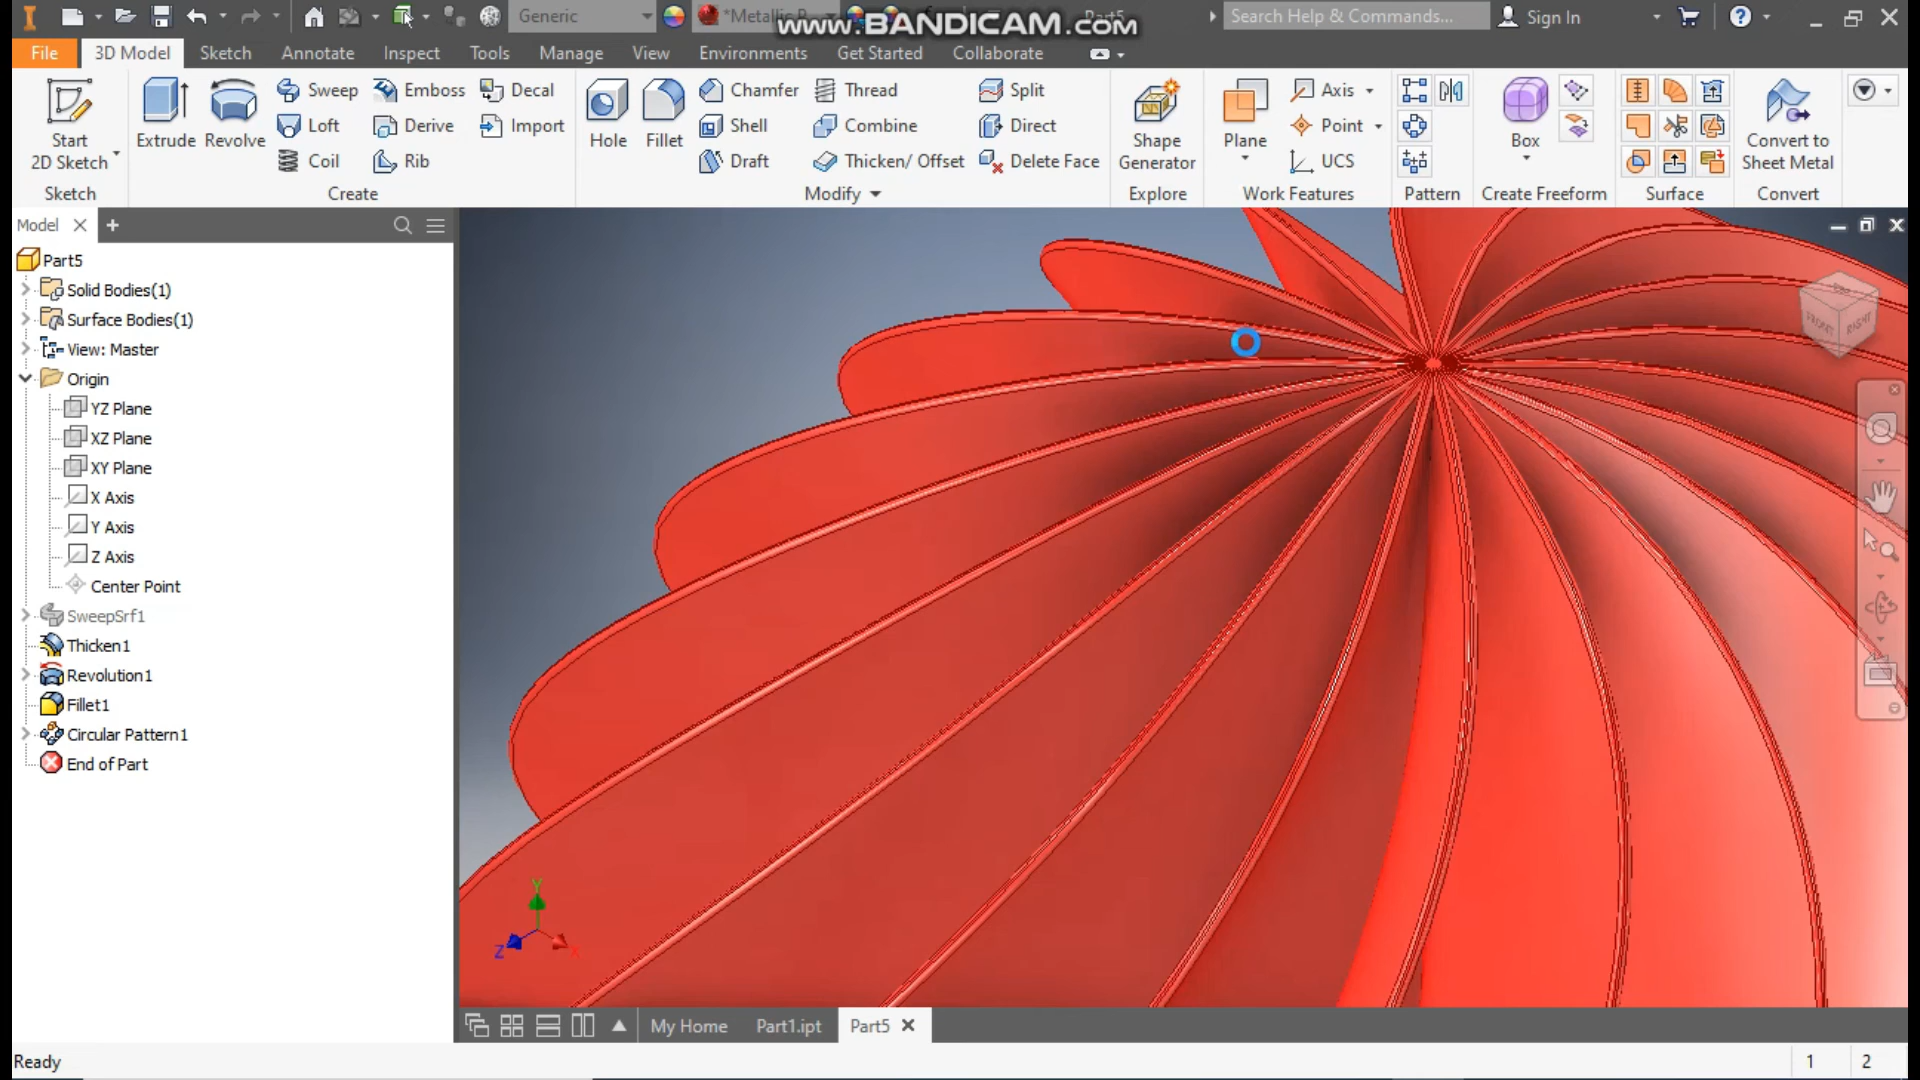 Generic
*Metallic
www.BANDICAM.com
Part5
Search Help & Commands...
Sign In
File
3D Model
Sketch
Annotate
Inspect
Tools
Manage
View
Environments
Get Started
Collaborate
Start
2D Sketch
Extrude
Revolve
Sweep
Loft
Coil
Emboss
Derive
Rib
Decal
Import
Hole
Fillet
Chamfer
Shell
Draft
Thread
Combine
Thicken/ Offset
Split
Direct
Delete Face
Shape
Generator
Plane
Axis
Point
UCS
Box
Convert to
Sheet Metal
Sketch
Create
Modify
Explore
Work Features
Pattern
Create Freeform
Surface
Convert
Model
Part5
Solid Bodies(1)
Surface Bodies(1)
View: Master
Origin
YZ Plane
XZ Plane
XY Plane
X Axis
Y Axis
Z Axis
Center Point
SweepSrf1
Thicken1
Revolution1
Fillet1
Circular Pattern1
End of Part
FRONT
RIGHT
Y
Z
X
My Home
Part1.ipt
Part5
Ready
1
2